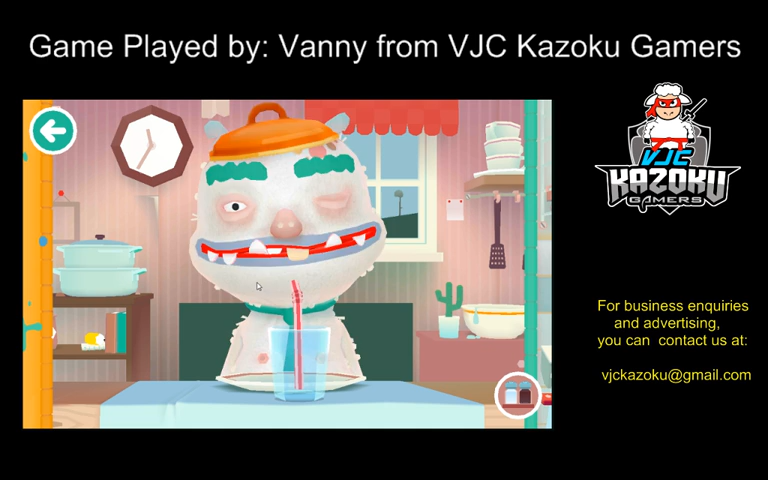 Game Played by: Vanny from VJC Kazoku Gamers
VJC
KAZOKU
GAMERS
For business enquiries
and advertising,
you can contact us at:
vjckazoku@gmail.com